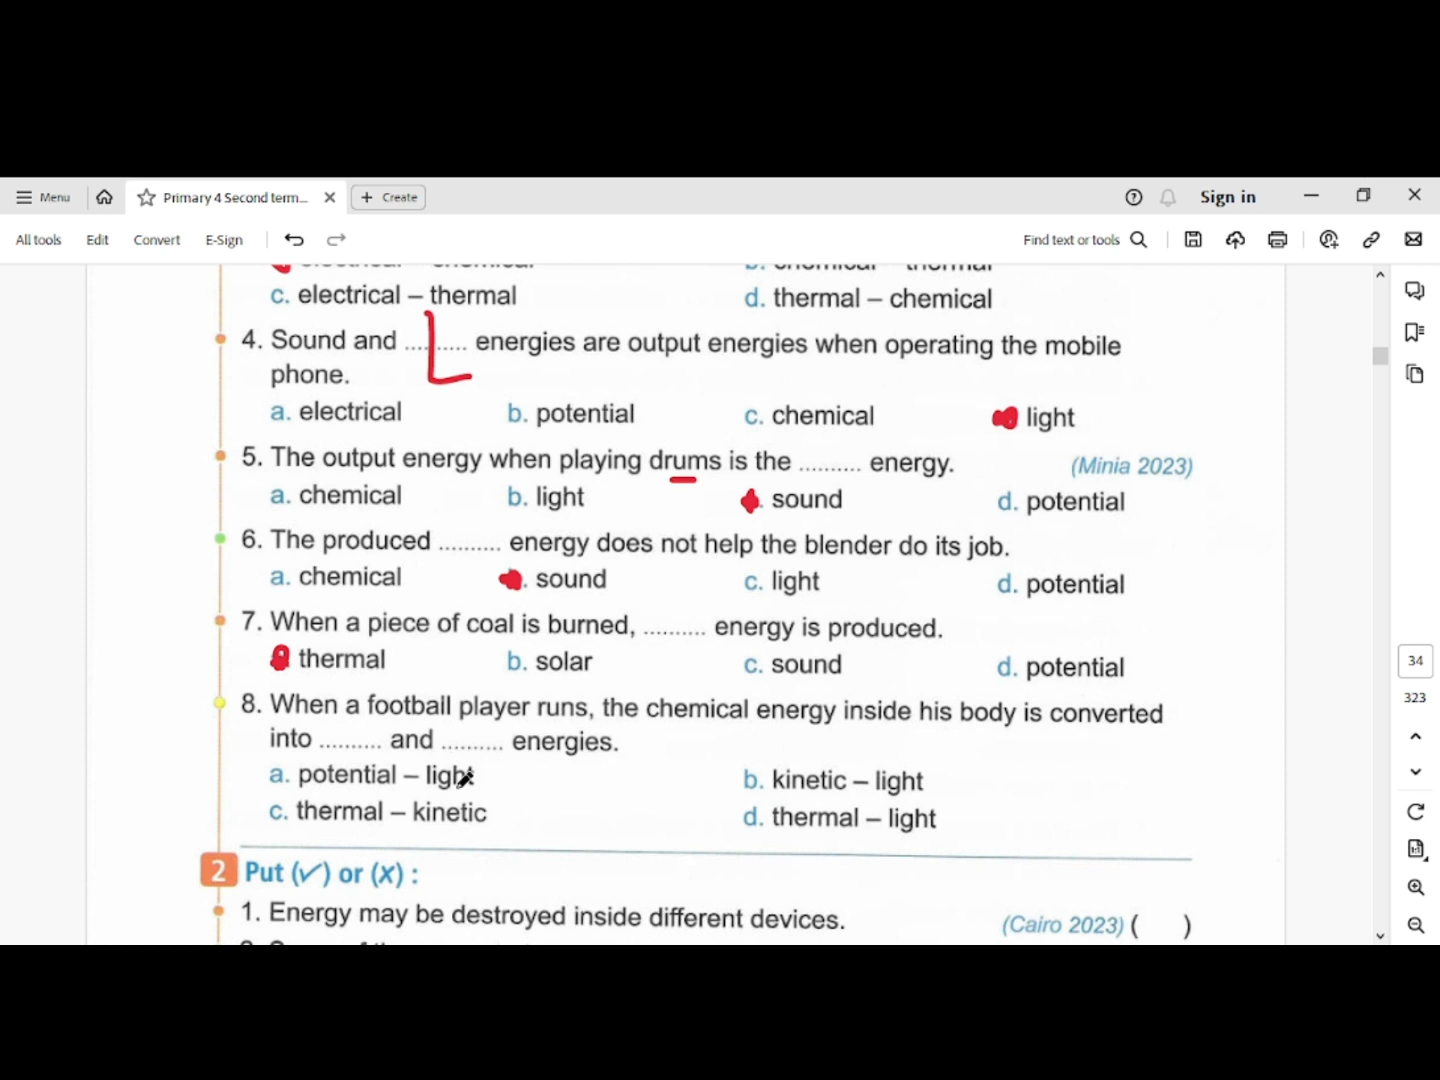 Menu
Primary 4 Second term...
Create
Sign in
All tools Edit Convert E-Sign
Find text or tools
c. electrical – thermal
d. thermal – chemical
4. Sound and .......... energies are output energies when operating the mobile
phone.
a. electrical b. potential c. chemical light
5. The output energy when playing drums is the .......... energy. (Minia 2023)
a. chemical b. light . sound d. potential
6. The produced .......... energy does not help the blender do its job.
a. chemical . sound c. light d. potential
7. When a piece of coal is burned, .......... energy is produced.
thermal b. solar c. sound d. potential
8. When a football player runs, the chemical energy inside his body is converted
into .......... and .......... energies.
a. potential – light b. kinetic – light
c. thermal – kinetic d. thermal – light
2 Put (✓) or (x) :
1. Energy may be destroyed inside different devices. (Cairo 2023) ( )
34
323